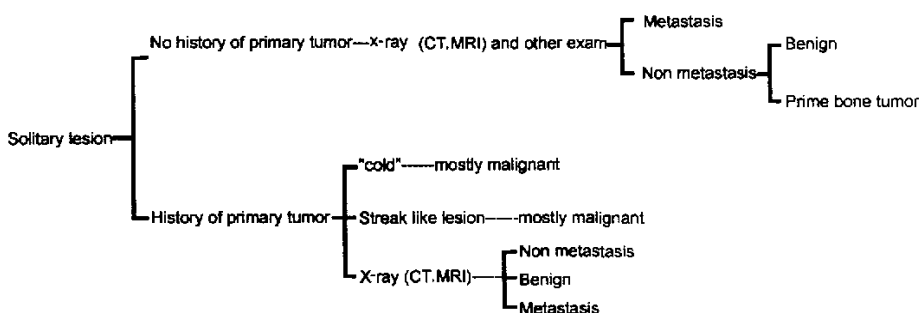 Metastasis
No history of primary tumor—x-ray (CT.MRI) and other exam
Benign
Non metastasis
Prime bone tumor
Solitary lesion
"cold"------mostly malignant
History of primary tumor
Streak like lesion------mostly malignant
Non metastasis
X-ray (CT.MRI)
Benign
Metastasis